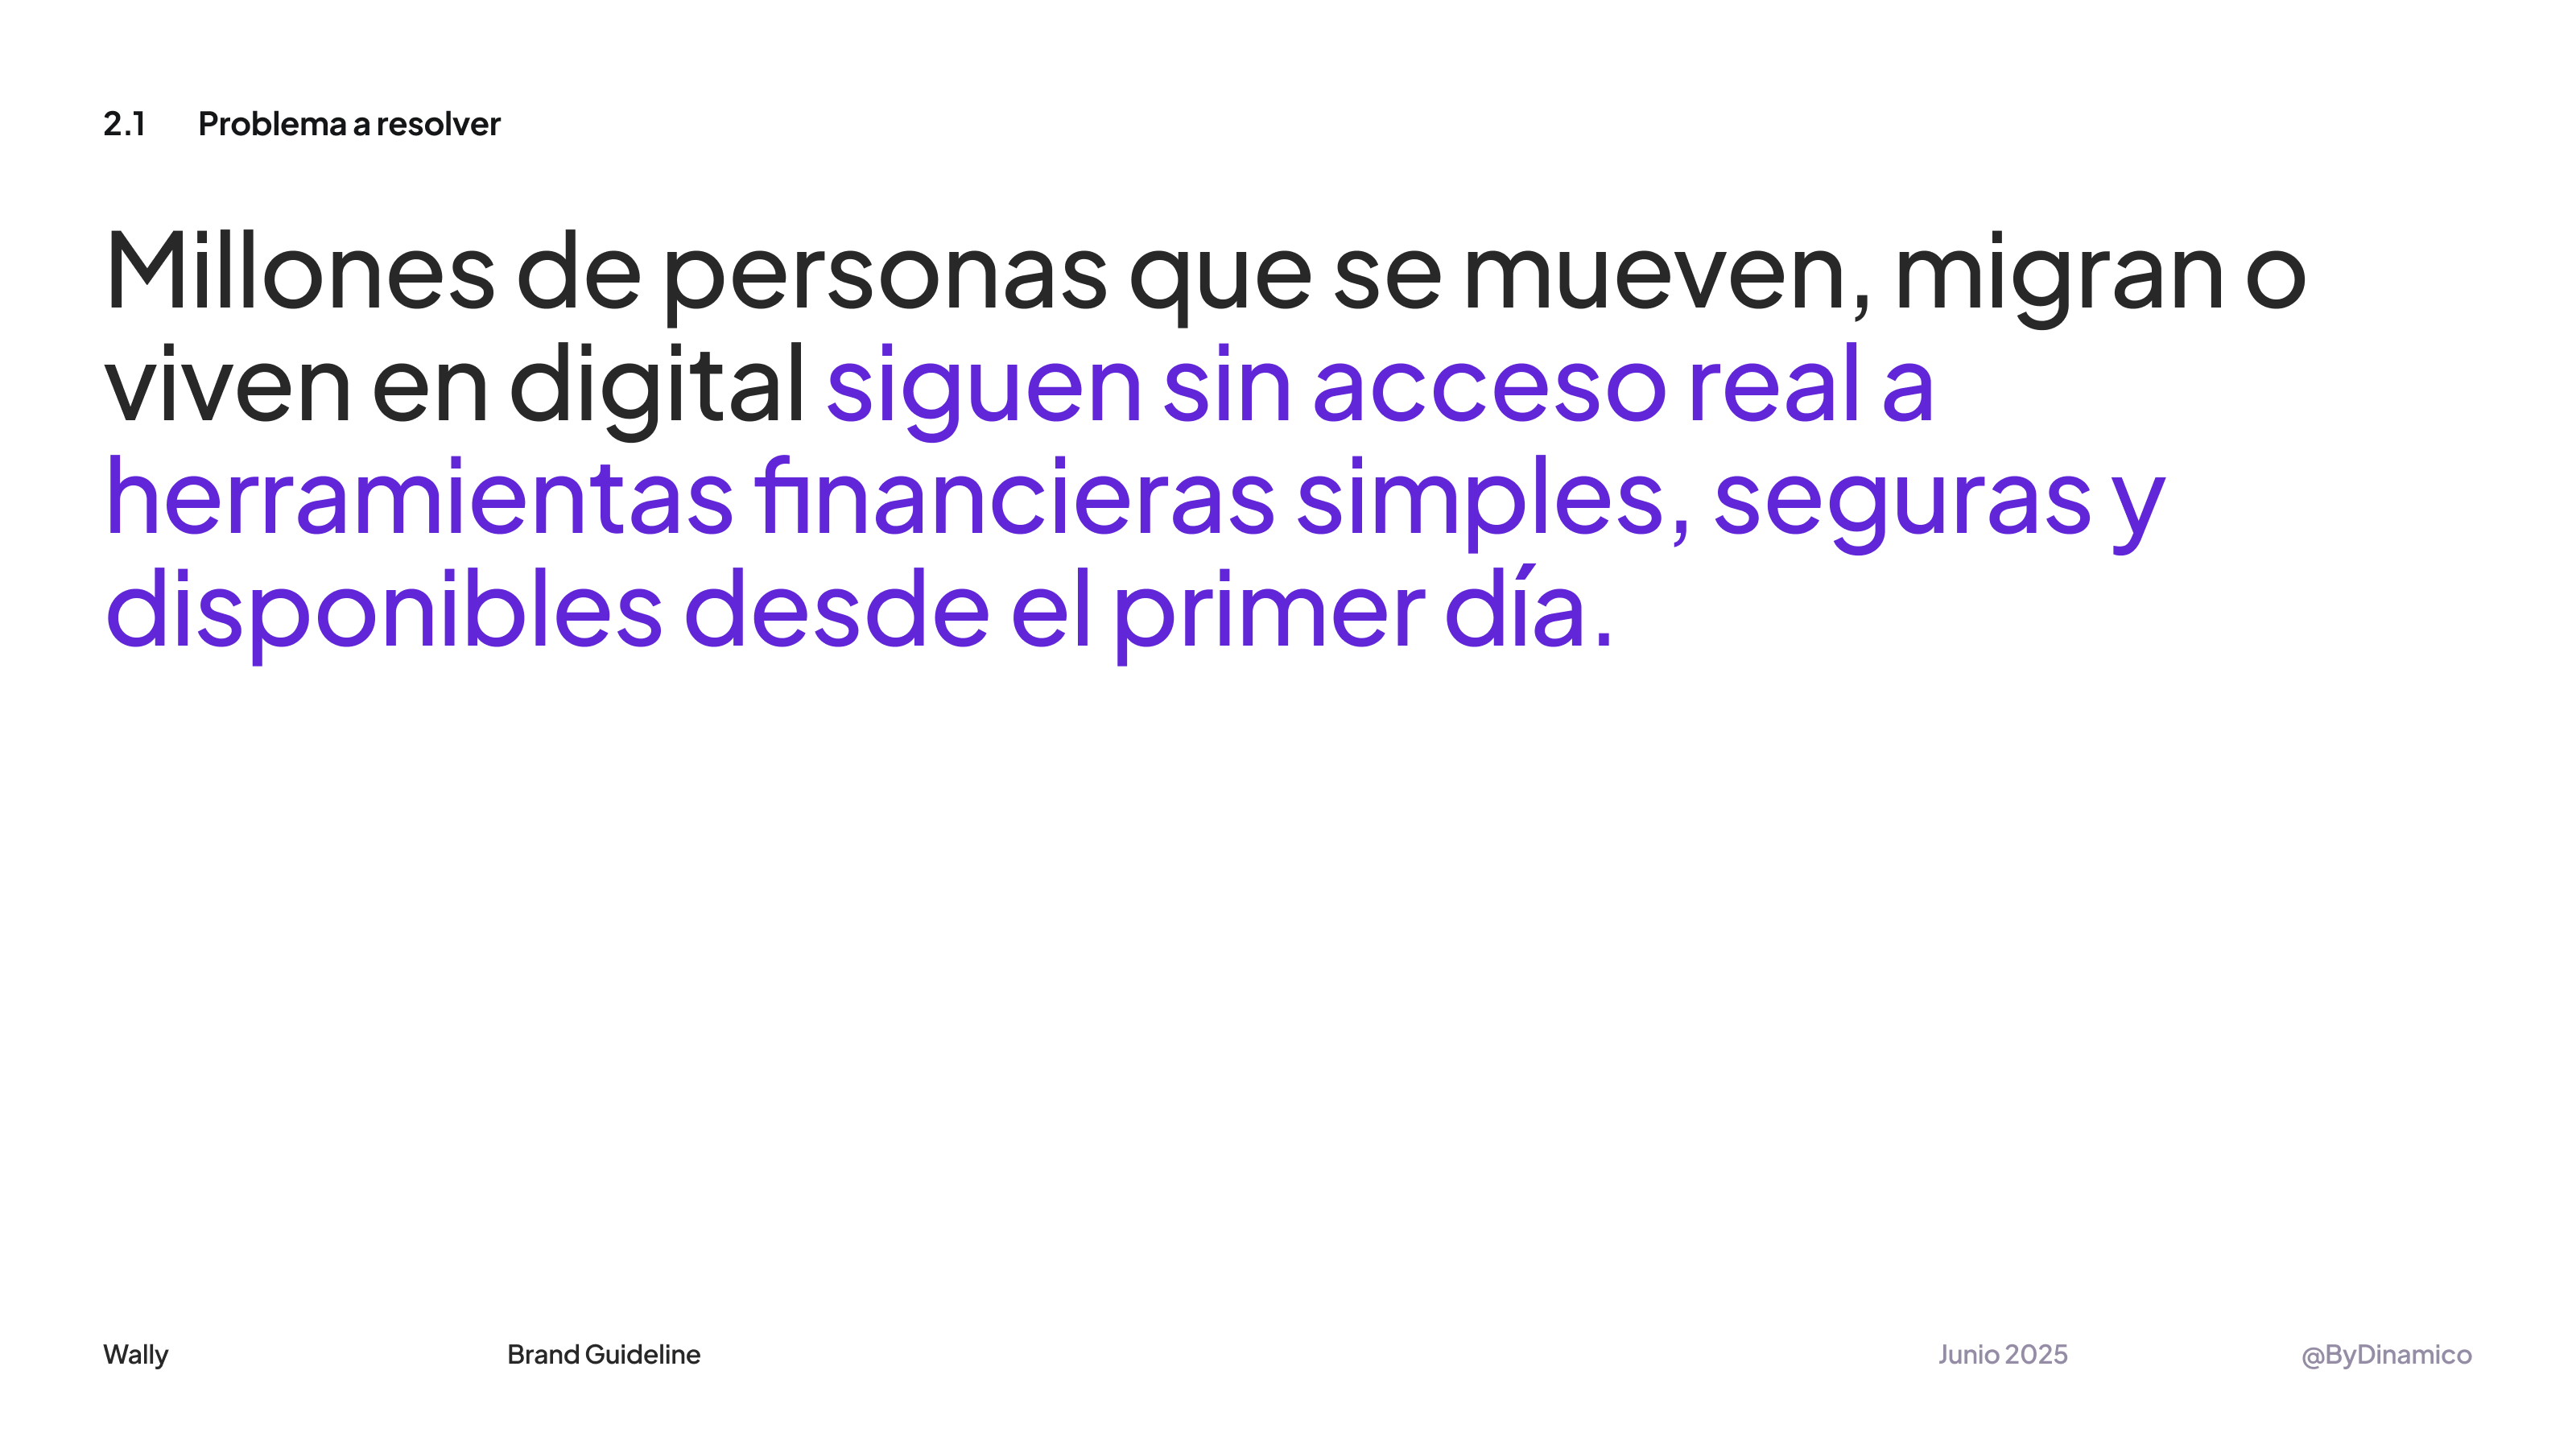 2.1 Problema a resolver
Millones de personas que se mueven, migran o
viven en digital siguen sin acceso real a
herramientas financieras simples, seguras y
disponibles desde el primer día.
Wally Brand Guideline Junio 2025 @ByDinamico